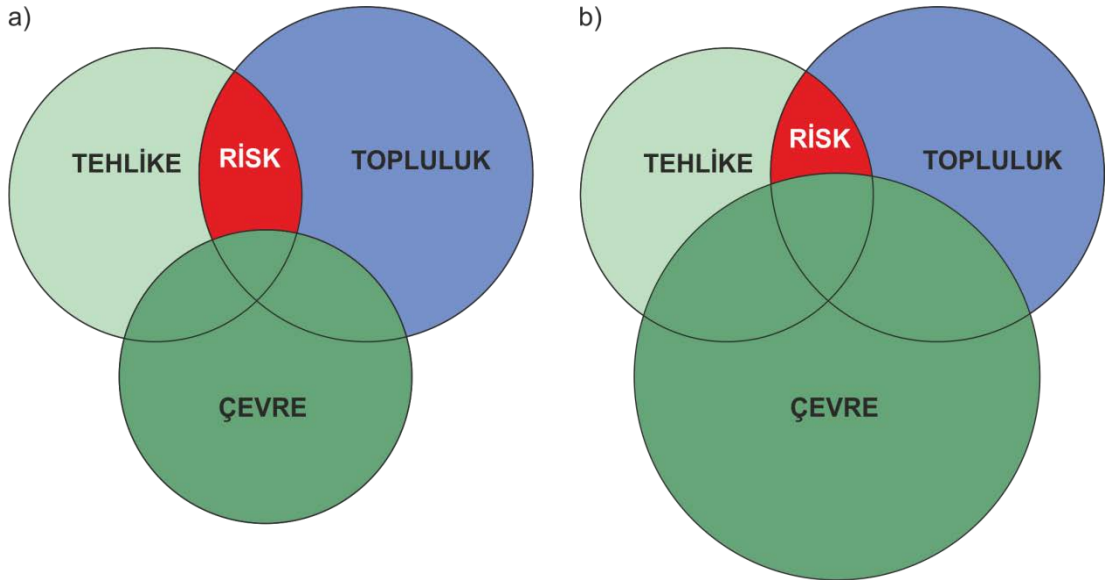 a)
TEHLİKE
RİSK
TOPLULUK
ÇEVRE
b)
TEHLİKE
RİSK
TOPLULUK
ÇEVRE